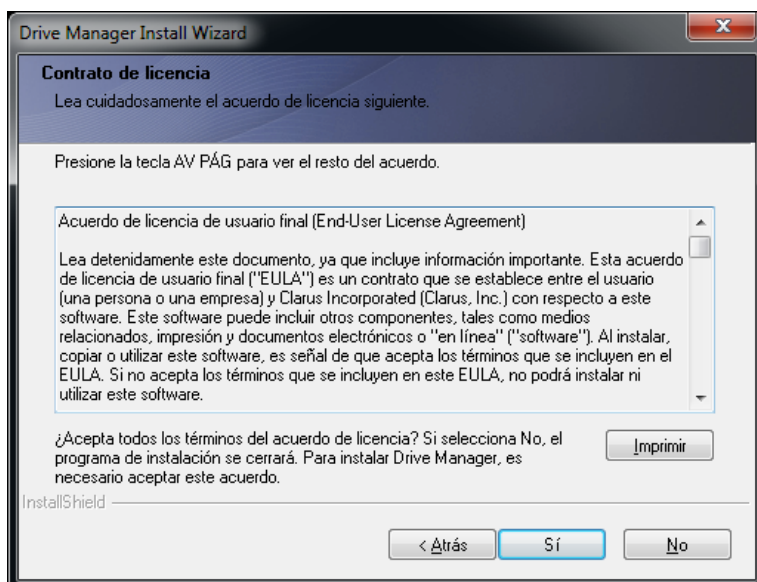 Drive Manager Install Wizard
Contrato de licencia
Lea cuidadosamente el acuerdo de licencia siguiente.
Presione la tecla AV PÁG para ver el resto del acuerdo.
Acuerdo de licencia de usuario final (End-User License Agreement)
Lea detenidamente este documento, ya que incluye información importante. Esta acuerdo
de licencia de usuario final ("EULA") es un contrato que se establece entre el usuario
(una persona o una empresa) y Clarus Incorporated (Clarus, Inc.) con respecto a este
software. Este software puede incluir otros componentes, tales como medios
relacionados, impresión y documentos electrónicos o "en línea" ("software"). Al instalar,
copiar o utilizar este software, es señal de que acepta los términos que se incluyen en el
EULA. Si no acepta los términos que se incluyen en este EULA, no podrá instalar ni
utilizar este software.
¿Acepta todos los términos del acuerdo de licencia? Si selecciona No, el
programa de instalación se cerrará. Para instalar Drive Manager, es
necesario aceptar este acuerdo.
Imprimir
InstallShield
< Atrás
Sí
No